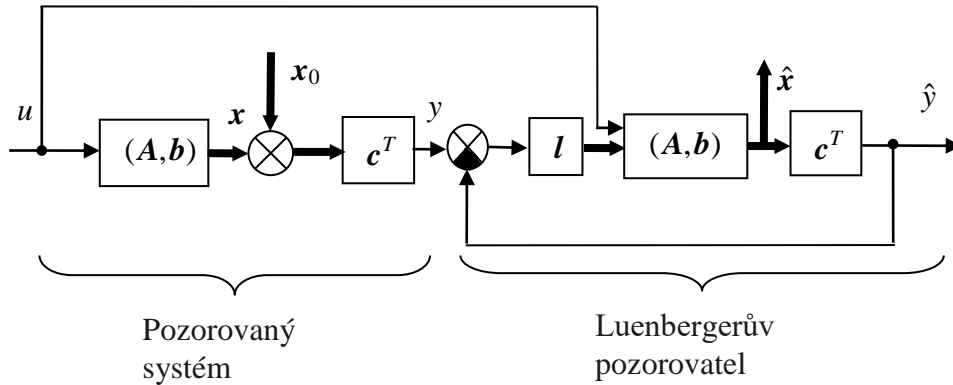 u
(A,b)
x
x₀
cᵀ
y
l
(A,b)
x̂
cᵀ
ŷ
Pozorovaný
systém
Luenbergerův
pozorovatel